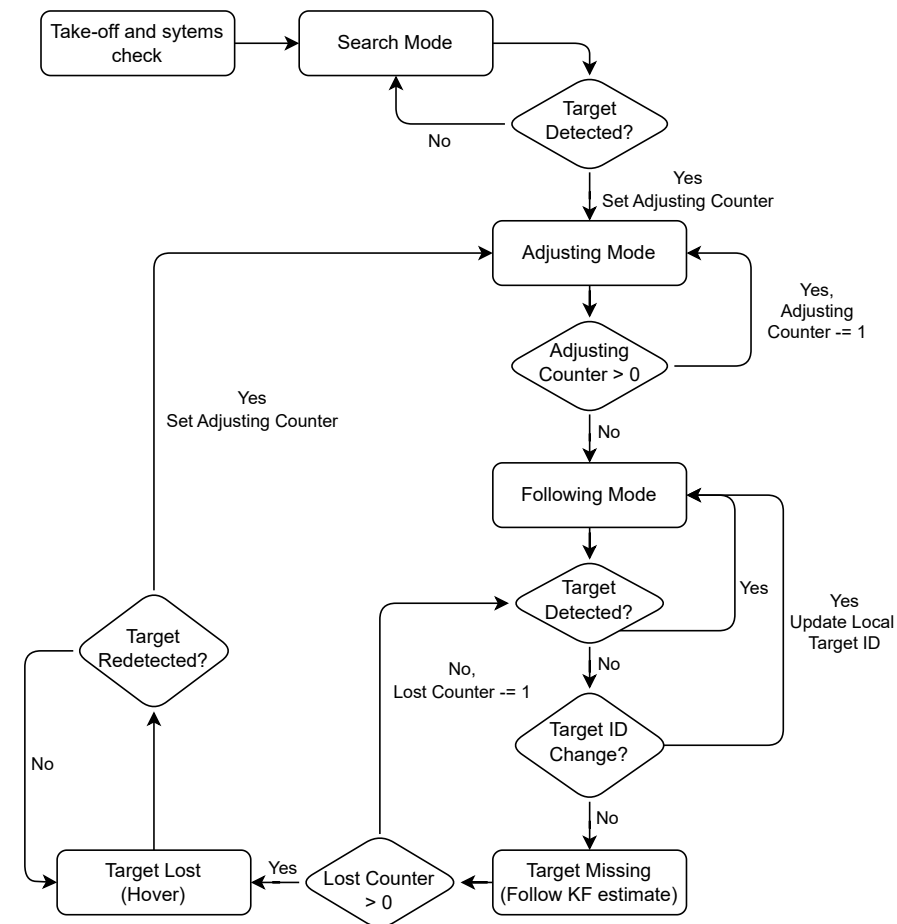 Take-off and sytems
check
Search Mode
Target
Detected?
No
Yes
Set Adjusting Counter
Adjusting Mode
Yes,
Adjusting
Counter -= 1
Adjusting
Counter > 0
No
Yes
Set Adjusting Counter
Following Mode
Target
Detected?
Yes
Yes
Update Local
Target ID
No
Target
Redetected?
No,
Lost Counter -= 1
Target ID
Change?
No
No
Target Lost
(Hover)
Yes
Lost Counter
> 0
Target Missing
(Follow KF estimate)